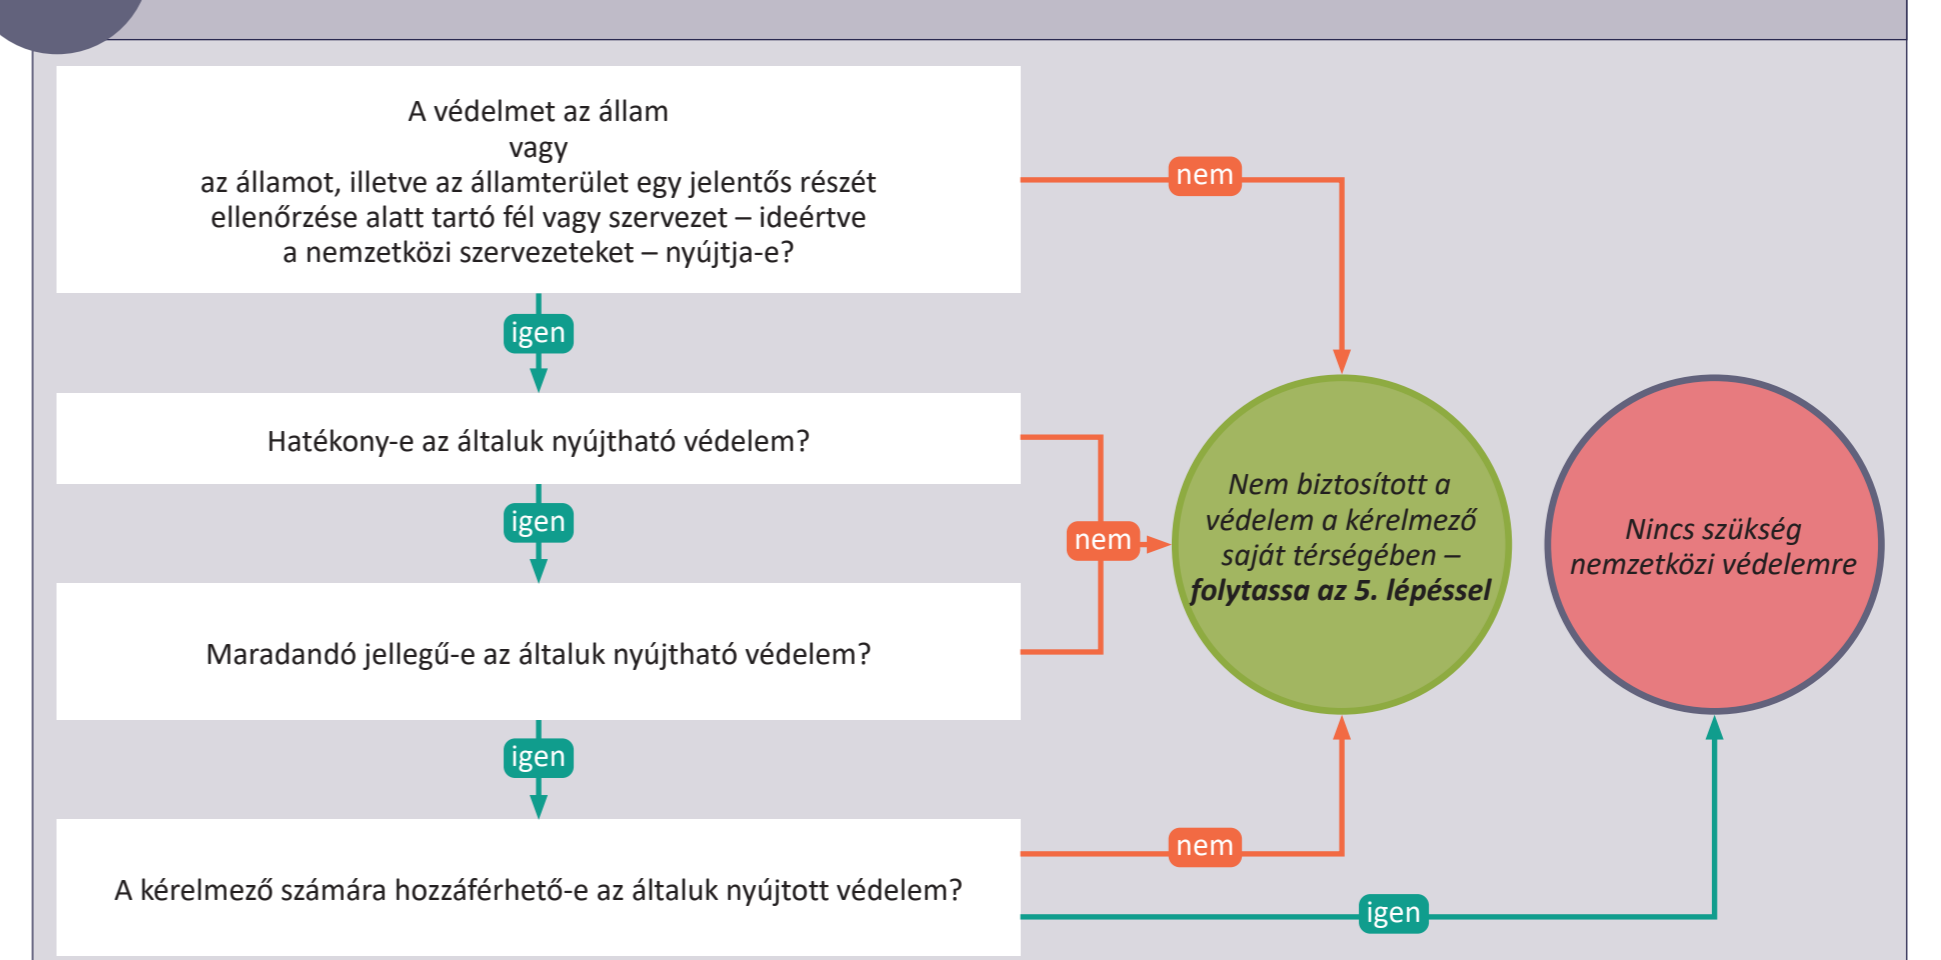 A védelmet az állam
vagy
az államot, illetve az államterület egy jelentős részét
ellenőrzése alatt tartó fél vagy szervezet – ideértve
a nemzetközi szervezeteket – nyújtja-e?
nem
igen
Hatékony-e az általuk nyújtható védelem?
igen
nem
Nem biztosított a
védelem a kérelmező
saját térségében –
folytassa az 5. lépéssel
Nincs szükség
nemzetközi védelemre
Maradandó jellegű-e az általuk nyújtható védelem?
igen
nem
A kérelmező számára hozzáférhető-e az általuk nyújtott védelem?
igen